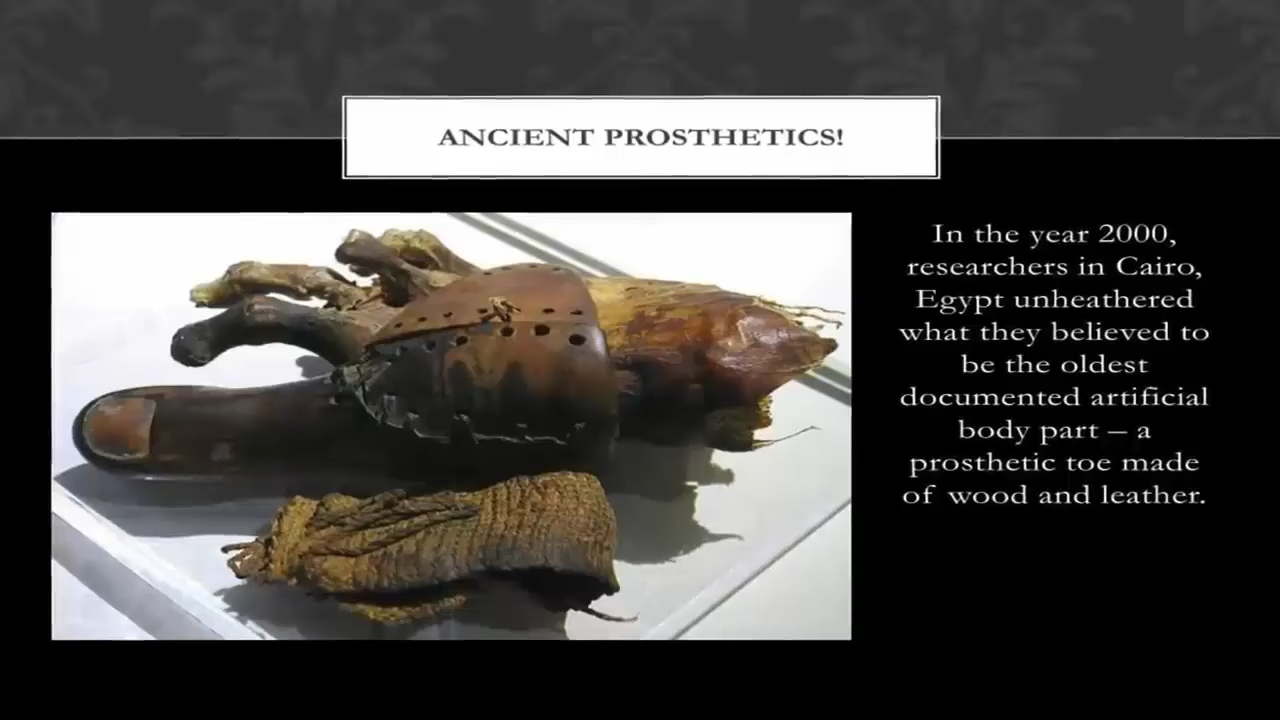 ANCIENT PROSTHETICS!
In the year 2000,
researchers in Cairo,
Egypt unheathered
what they believed to
be the oldest
documented artificial
body part – a
prosthetic toe made
of wood and leather.